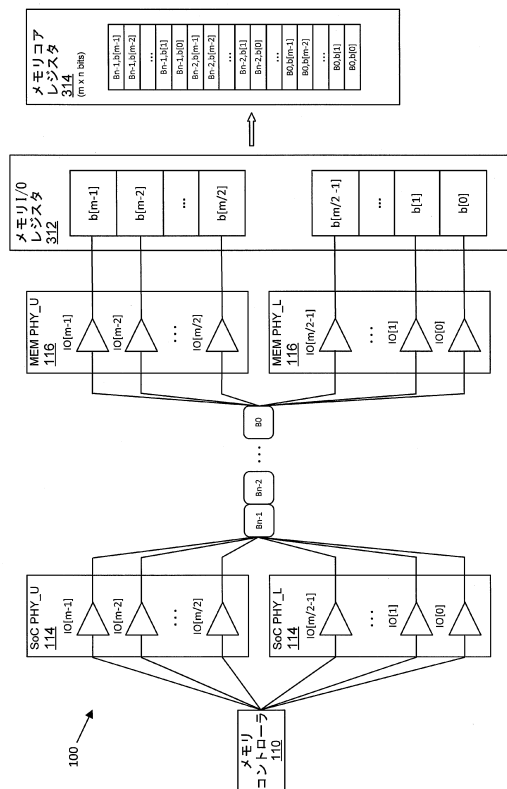 100
メモリ
コントローラ
110
SoC PHY_U
114
IO[m-1]
IO[m-2]
...
IO[m/2]
SoC PHY_L
114
IO[m/2-1]
...
IO[1]
IO[0]
Bn-1
Bn-2
...
B0
MEM PHY_U
116
IO[m-1]
IO[m-2]
...
IO[m/2]
MEM PHY_L
116
IO[m/2-1]
...
IO[1]
IO[0]
メモリI/O
レジスタ
312
b[m-1]
b[m-2]
...
b[m/2]
b[m/2 -1]
...
b[1]
b[0]
メモリコア
レジスタ
314
(m x n bits)
Bn-1,b[m-1]
Bn-1,b[m-2]
...
Bn-1,b[1]
Bn-1,b[0]
Bn-2,b[m-1]
Bn-2,b[m-2]
...
Bn-2,b[1]
Bn-2,b[0]
...
B0,b[m-1]
B0,b[m-2]
...
B0,b[1]
B0,b[0]